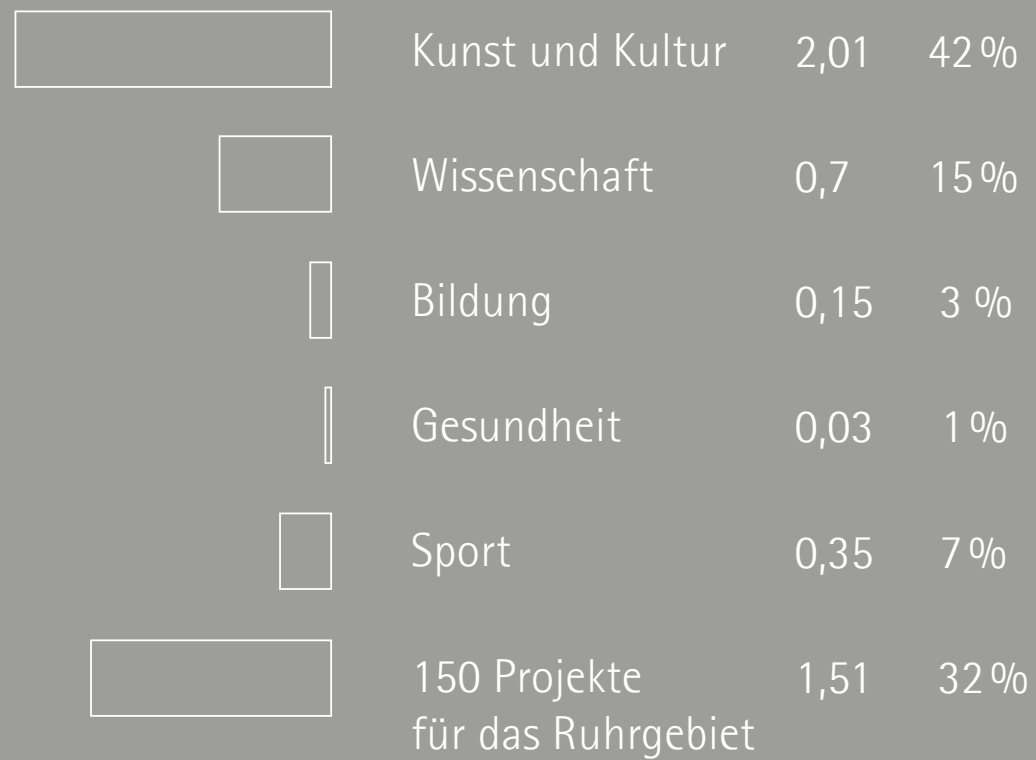 Kunst und Kultur 2,01 42 %
Wissenschaft 0,7 15 %
Bildung 0,15 3 %
Gesundheit 0,03 1 %
Sport 0,35 7 %
150 Projekte 1,51 32 %
für das Ruhrgebiet